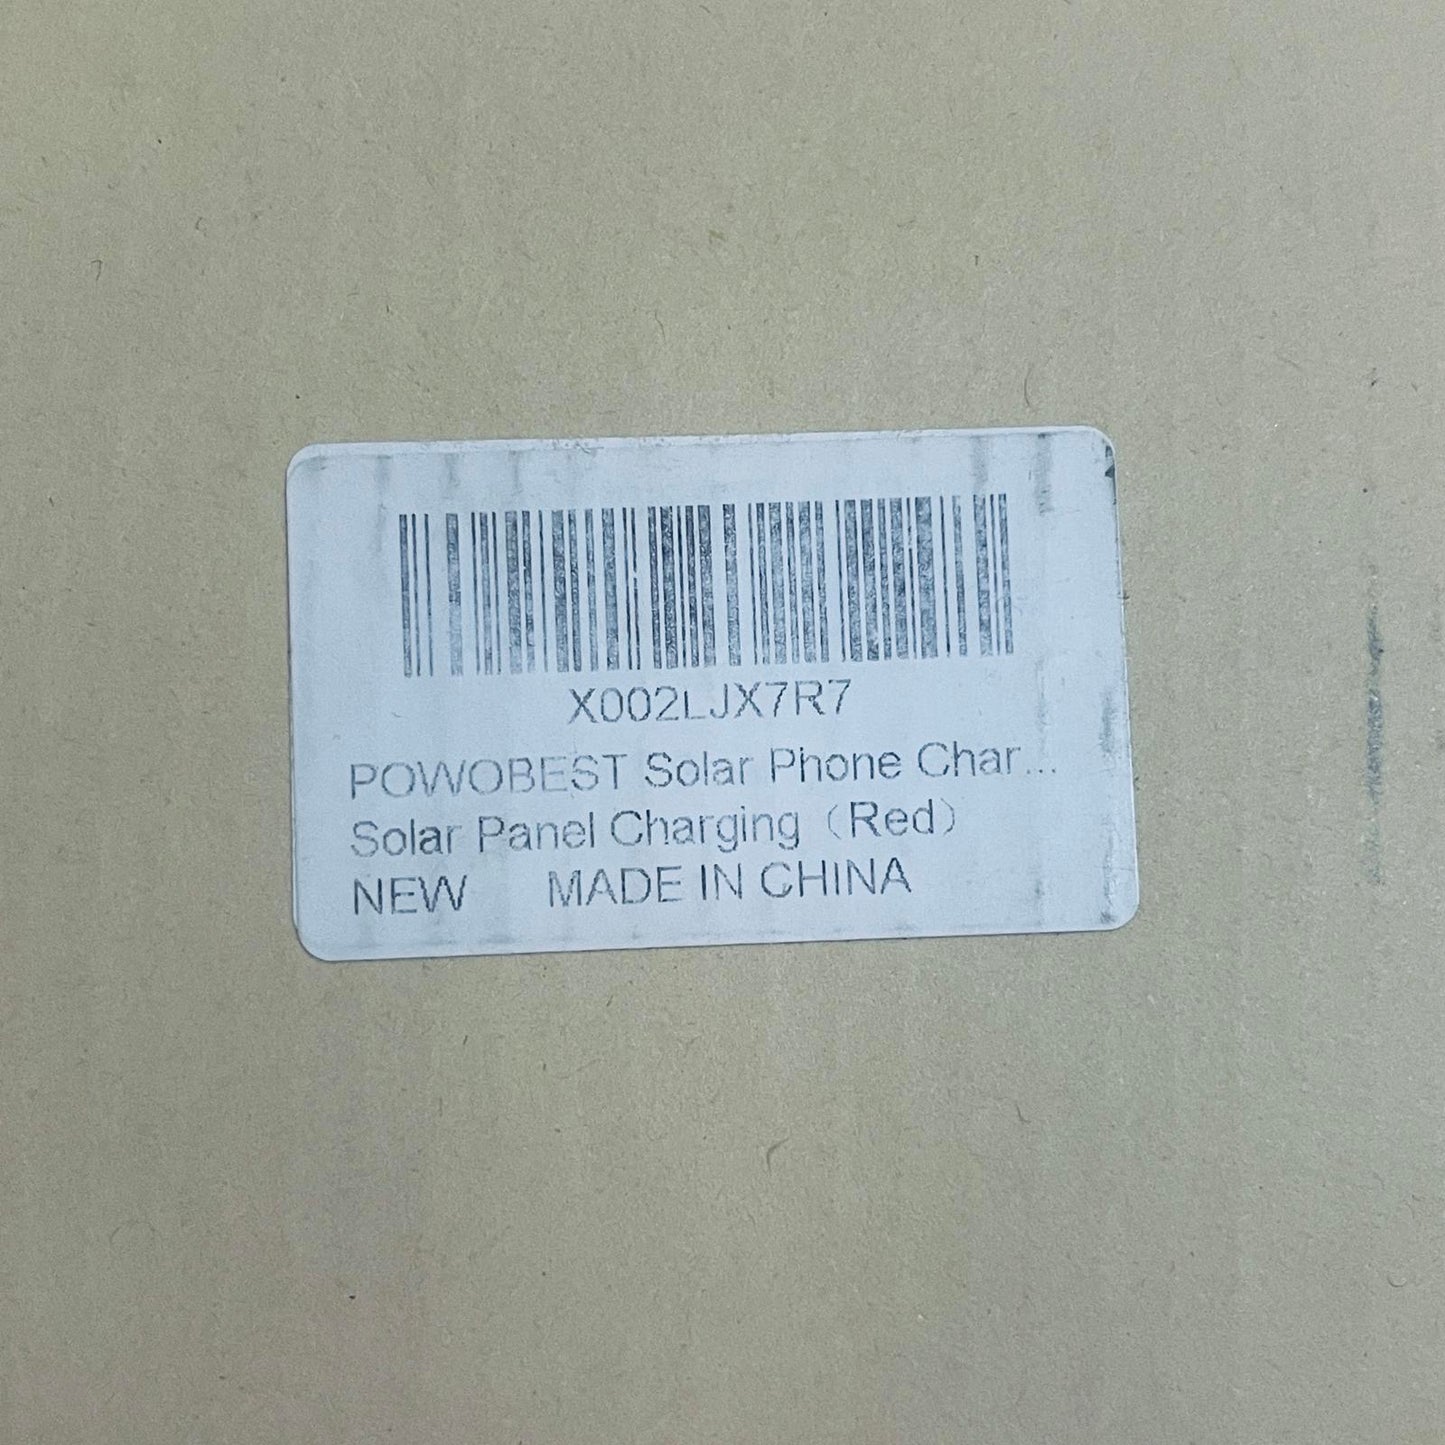 X002LJX7R7
POWOBEST Solar Phone Char...
Solar Panel Charging（Red）
NEW MADE IN CHINA